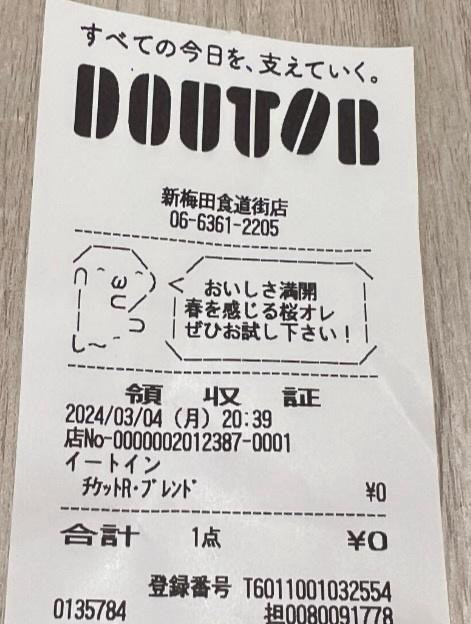 すべての今日を、支えていく。
DOUTOR
新梅田食道街店
06-6361-2205
おいしさ満開
春を感じる桜オレ
ぜひお試し下さい！
領収証
2024/03/04 (月) 20:39
店No-0000002012387-0001
イートイン
ﾁｹｯﾄR･ﾌﾞﾚﾝﾄﾞ ¥0
合計 1点 ¥0
登録番号 T6011001032554
0135784 担0080091778